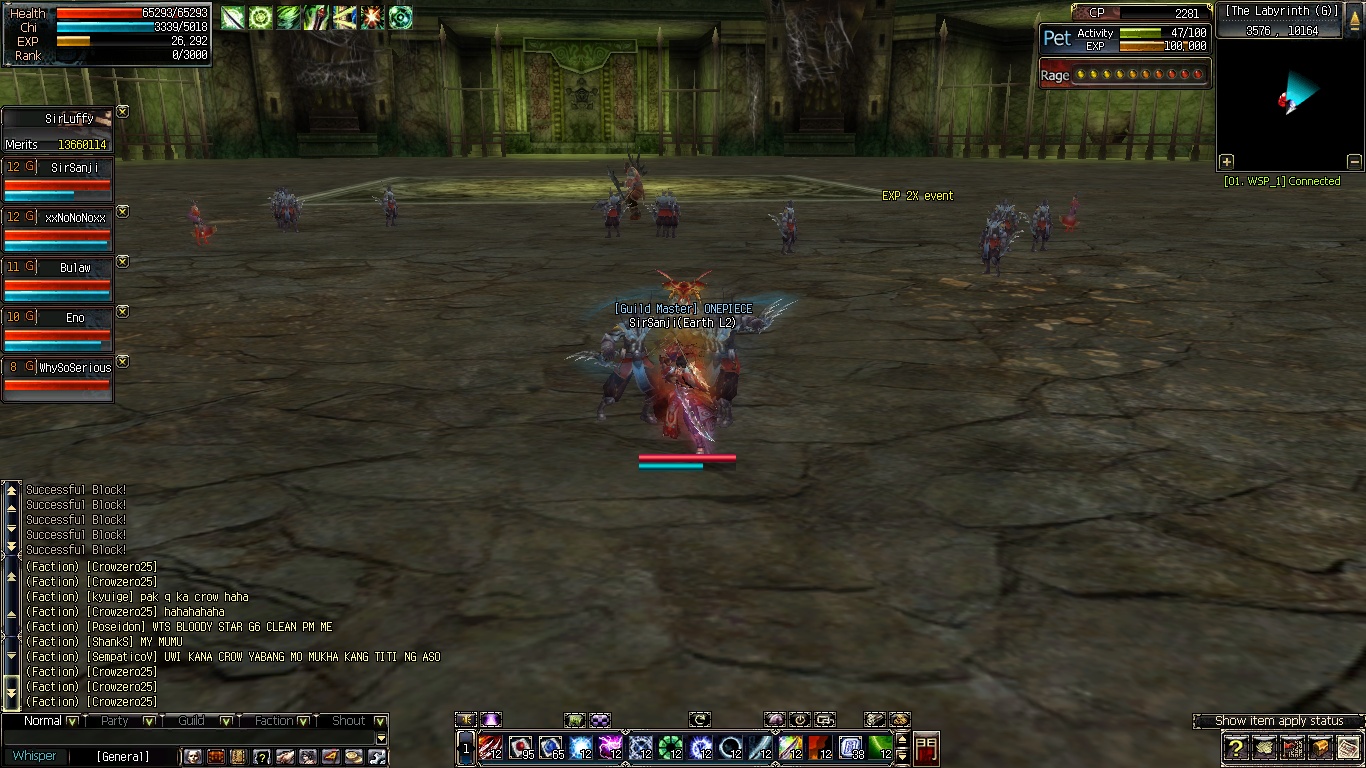 Health 65293/65293
Chi 3339/5018
EXP 26,292
Rank 0/3000
CP 2281
Pet Activity 47/100
EXP 100,000
Rage
[The Labyrinth (G)]
3576 , 10164
[01. WSP_1] Connected
SirLuffy
Merits 13660114
12 G SirSanji
12 G xxNoNoNoxx
11 G Bulaw
10 G Eno
8 G WhySoSerious
EXP 2X event
[Guild Master] ONEPIECE
SirSanji(Earth L2)
Successful Block!
Successful Block!
Successful Block!
Successful Block!
Successful Block!
(Faction) [Crowzero25]
(Faction) [Crowzero25]
(Faction) [kyuige] pak q ka crow haha
(Faction) [Crowzero25] hahahahaha
(Faction) [Poseidon] WTS BLOODY STAR G6 CLEAN PM ME
(Faction) [ShankS] MY MUMU
(Faction) [SempaticoV] UWI KANA CROW YABANG MO MUKHA KANG TITI NG ASO
(Faction) [Crowzero25]
(Faction) [Crowzero25]
(Faction) [Crowzero25]
Normal Party Guild Faction Shout
Whisper [General]
1 12 95 65 12 12 12 12 12 12 12 12 12 38 12
Show item apply status